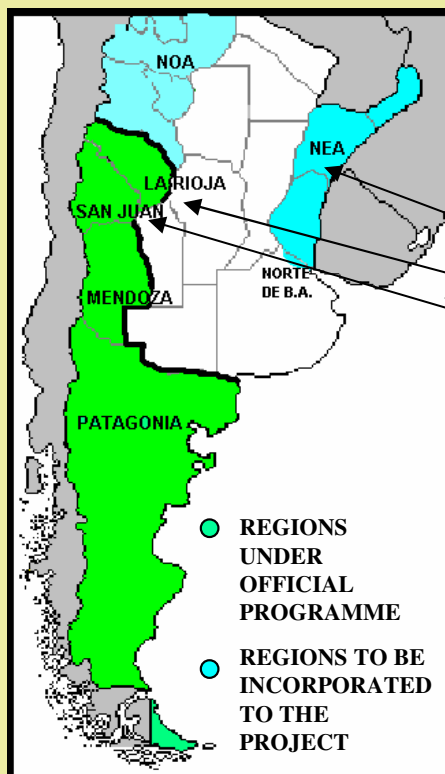 NOA
NEA
LA RIOJA
SAN JUAN
NORTE
DE B.A.
MENDOZA
PATAGONIA
REGIONS
UNDER
OFFICIAL
PROGRAMME
REGIONS TO BE
INCORPORATED
TO THE
PROJECT